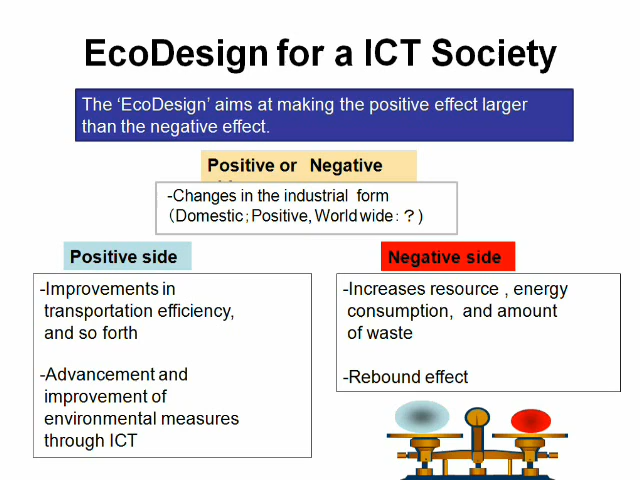 EcoDesign for a ICT Society
The ‘EcoDesign’ aims at making the positive effect larger
than the negative effect.
Positive or Negative
-Changes in the industrial form
(Domestic；Positive, World wide：？)
Positive side
-Improvements in
transportation efficiency,
and so forth
-Advancement and
improvement of
environmental measures
through ICT
Negative side
-Increases resource , energy
consumption, and amount
of waste
-Rebound effect